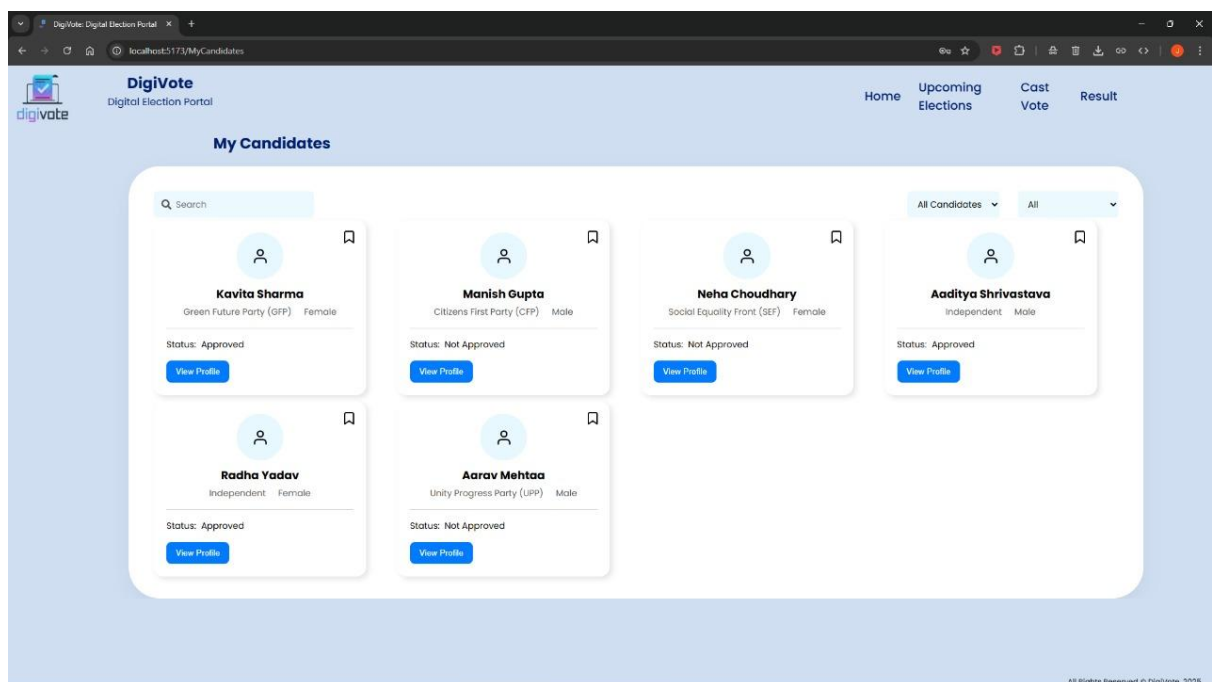 DigiVote: Digital Election Portal
localhost:5173/MyCandidates
digivote
DigiVote
Digital Election Portal
Home
Upcoming Elections
Cast Vote
Result
My Candidates
Search
All Candidates
All
Kavita Sharma
Green Future Party (GFP) Female
Status: Approved
View Profile
Manish Gupta
Citizens First Party (CFP) Male
Status: Not Approved
View Profile
Neha Choudhary
Social Equality Front (SEF) Female
Status: Not Approved
View Profile
Aaditya Shrivastava
Independent Male
Status: Approved
View Profile
Radha Yadav
Independent Female
Status: Approved
View Profile
Aarav Mehtaa
Unity Progress Party (UPP) Male
Status: Not Approved
View Profile
All Rights Reserved © DigiVote, 2025